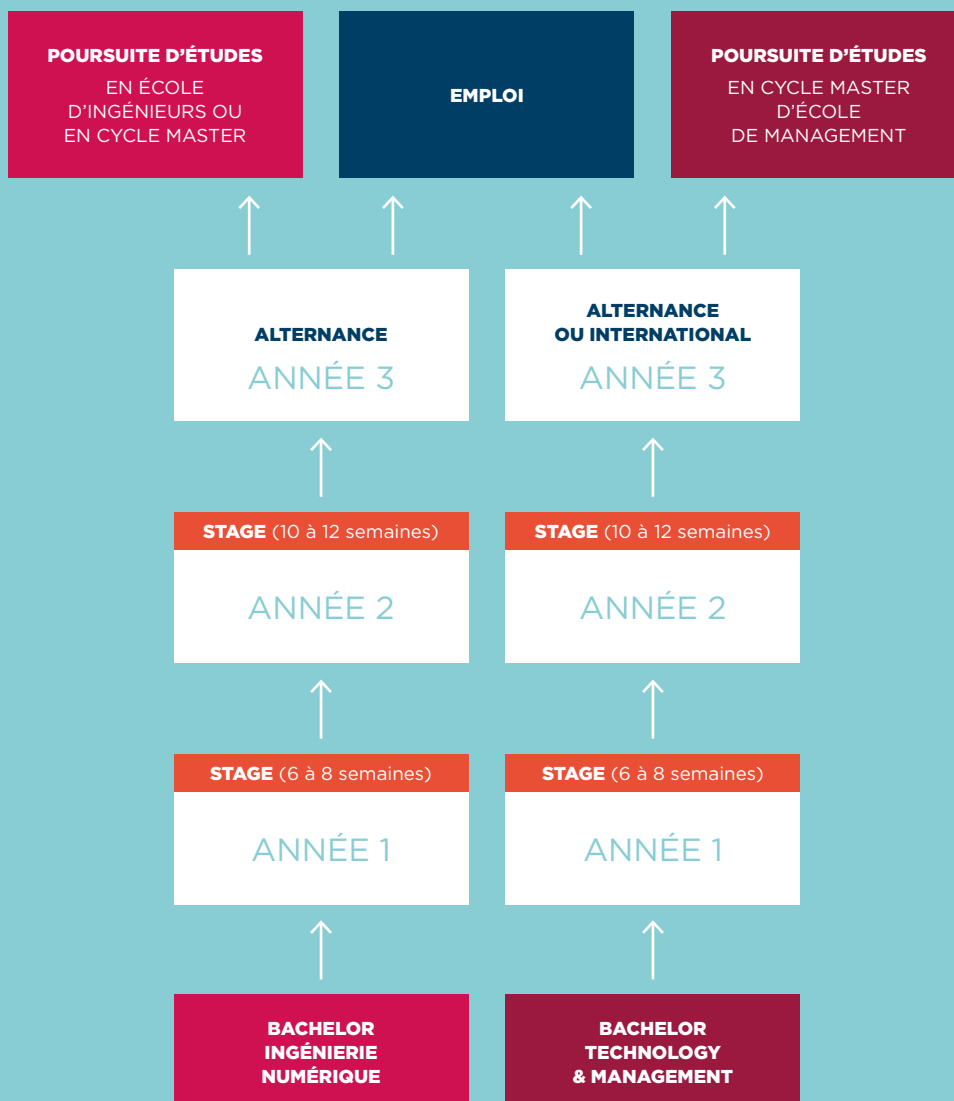 POURSUITE D’ÉTUDES
EN ÉCOLE
D’INGÉNIEURS OU
EN CYCLE MASTER
EMPLOI
POURSUITE D’ÉTUDES
EN CYCLE MASTER
D’ÉCOLE
DE MANAGEMENT
ALTERNANCE
ANNÉE 3
ALTERNANCE
OU INTERNATIONAL
ANNÉE 3
STAGE (10 à 12 semaines)
ANNÉE 2
STAGE (10 à 12 semaines)
ANNÉE 2
STAGE (6 à 8 semaines)
ANNÉE 1
STAGE (6 à 8 semaines)
ANNÉE 1
BACHELOR
INGÉNIERIE
NUMÉRIQUE
BACHELOR
TECHNOLOGY
& MANAGEMENT